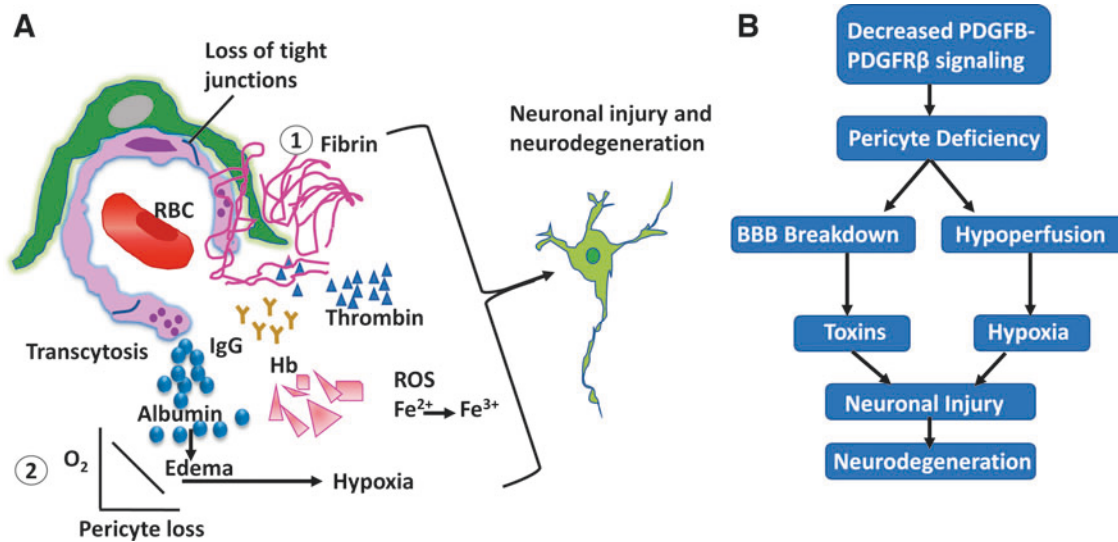 A
Loss of tight
junctions
1
Fibrin
RBC
Thrombin
Transcytosis
IgG
Hb
Albumin
ROS
Fe²⁺ Fe³⁺
2
O₂
Edema
Hypoxia
Pericyte loss
Neuronal injury and
neurodegeneration
B
Decreased PDGFB-
PDGFRβ signaling
Pericyte Deficiency
BBB Breakdown
Hypoperfusion
Toxins
Hypoxia
Neuronal Injury
Neurodegeneration